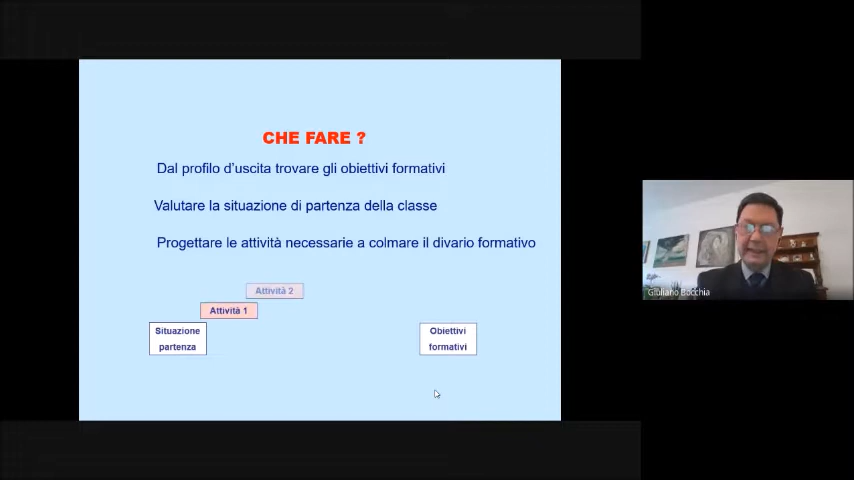 CHE FARE ?
Dal profilo d'uscita trovare gli obiettivi formativi
Valutare la situazione di partenza della classe
Progettare le attività necessarie a colmare il divario formativo
Attività 2
Attività 1
Situazione
partenza
Obiettivi
formativi
Giuliano Bocchia